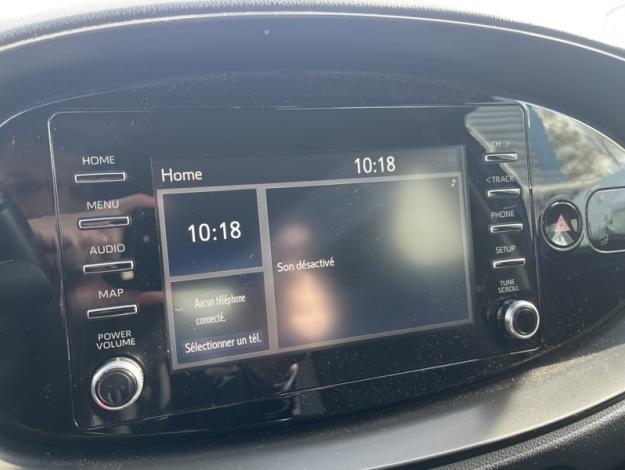 HOME
MENU
AUDIO
MAP
POWER
VOLUME
Home 10:18
10:18
Aucun téléphone
connecté.
Sélectionner un tél.
Son désactivé
CH >
< TRACK
PHONE
SETUP
TUNE
SCROLL